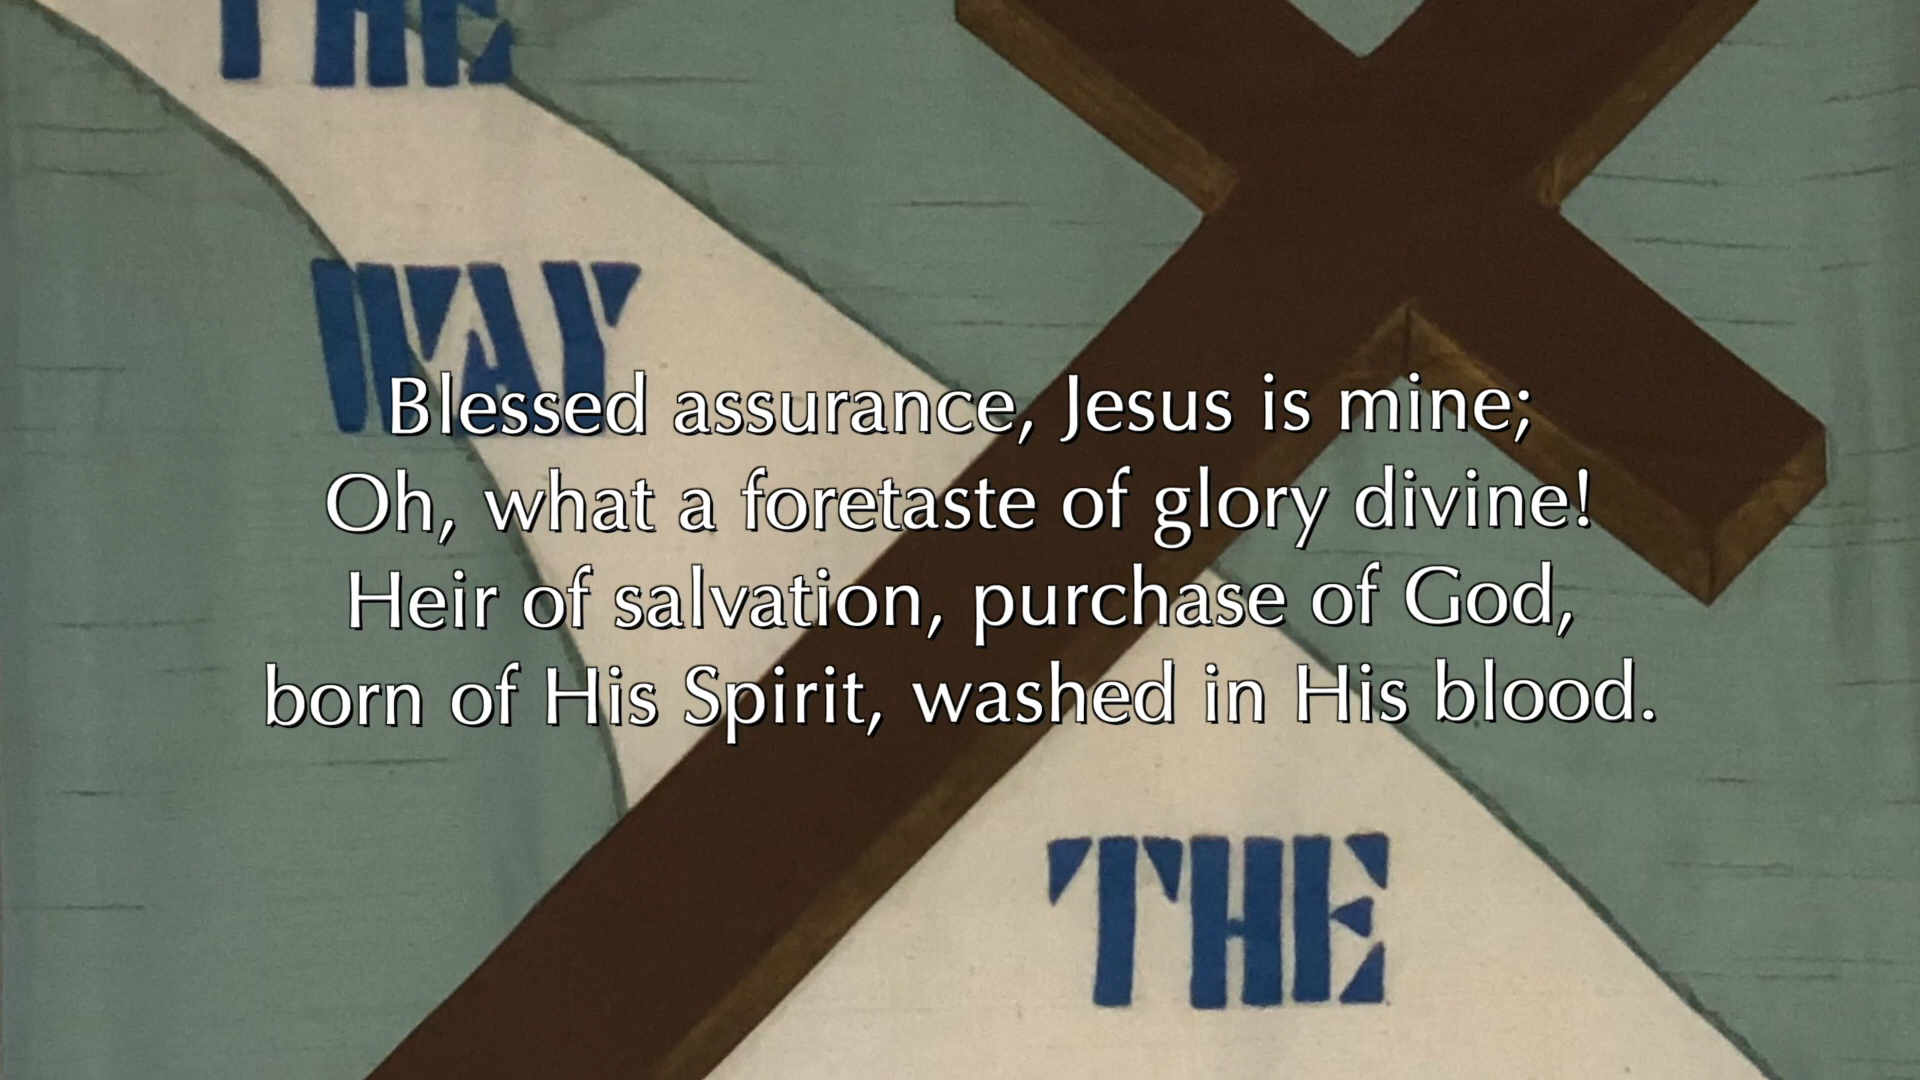 THE
WAY
Blessed assurance, Jesus is mine;
Oh, what a foretaste of glory divine!
Heir of salvation, purchase of God,
born of His Spirit, washed in His blood.
THE